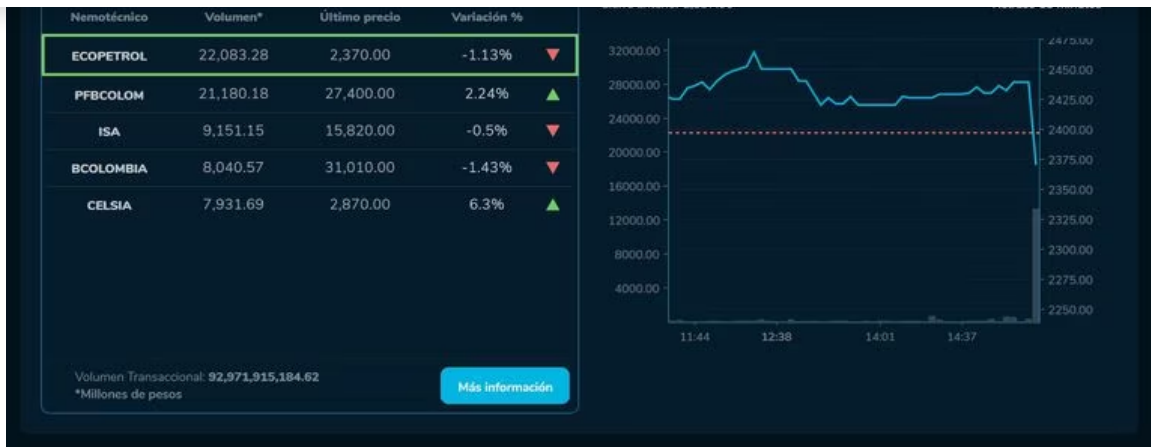 Nemotécnico Volumen* Último precio Variación %
ECOPETROL 22,083.28 2,370.00 -1.13%
PFBCOLOM 21,180.18 27,400.00 2.24%
ISA 9,151.15 15,820.00 -0.5%
BCOLOMBIA 8,040.57 31,010.00 -1.43%
CELSIA 7,931.69 2,870.00 6.3%
Volumen Transaccional: 92,971,915,184.62
*Millones de pesos
Más información
32000.00
28000.00
24000.00
20000.00
16000.00
12000.00
8000.00
4000.00
2475.00
2450.00
2425.00
2400.00
2375.00
2350.00
2325.00
2300.00
2275.00
2250.00
11:44 12:38 14:01 14:37